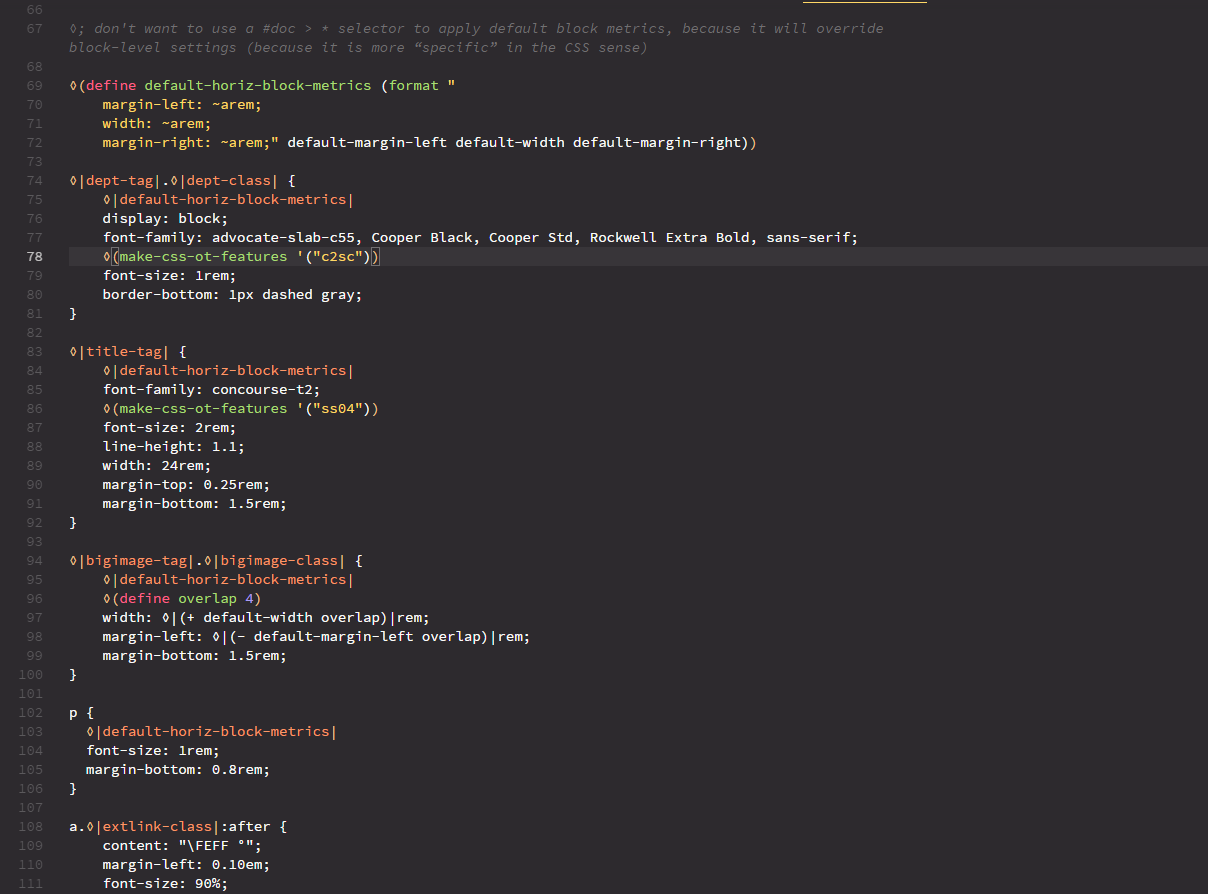 66
67 ◊; don't want to use a #doc > * selector to apply default block metrics, because it will override
block-level settings (because it is more “specific” in the CSS sense)
68
69 ◊(define default-horiz-block-metrics (format "
70 margin-left: ~arem;
71 width: ~arem;
72 margin-right: ~arem;" default-margin-left default-width default-margin-right))
73
74 ◊|dept-tag|.◊|dept-class| {
75 ◊|default-horiz-block-metrics|
76 display: block;
77 font-family: advocate-slab-c55, Cooper Black, Cooper Std, Rockwell Extra Bold, sans-serif;
78 ◊(make-css-ot-features '("c2sc"))
79 font-size: 1rem;
80 border-bottom: 1px dashed gray;
81 }
82
83 ◊|title-tag| {
84 ◊|default-horiz-block-metrics|
85 font-family: concourse-t2;
86 ◊(make-css-ot-features '("ss04"))
87 font-size: 2rem;
88 line-height: 1.1;
89 width: 24rem;
90 margin-top: 0.25rem;
91 margin-bottom: 1.5rem;
92 }
93
94 ◊|bigimage-tag|.◊|bigimage-class| {
95 ◊|default-horiz-block-metrics|
96 ◊(define overlap 4)
97 width: ◊|(+ default-width overlap)|rem;
98 margin-left: ◊|(- default-margin-left overlap)|rem;
99 margin-bottom: 1.5rem;
100 }
101
102 p {
103 ◊|default-horiz-block-metrics|
104 font-size: 1rem;
105 margin-bottom: 0.8rem;
106 }
107
108 a.◊|extlink-class|:after {
109 content: "\FEFF °";
110 margin-left: 0.10em;
111 font-size: 90%;